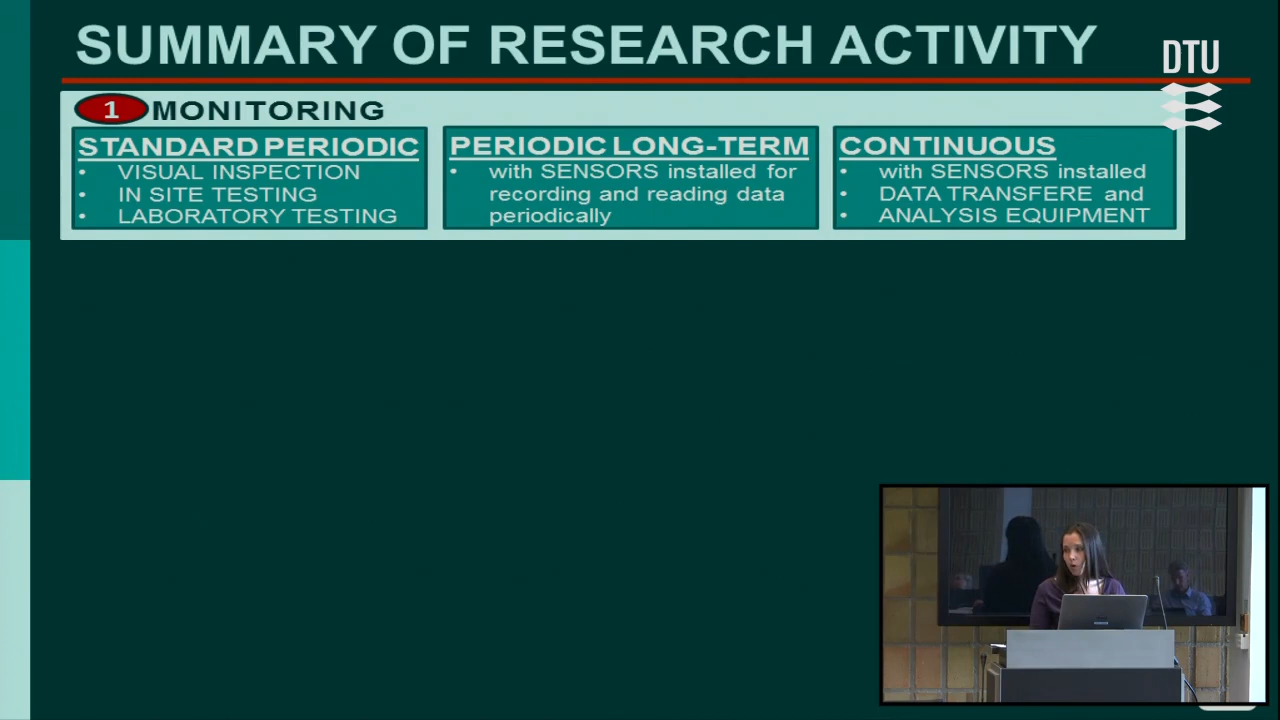 SUMMARY OF RESEARCH ACTIVITY
DTU
1 MONITORING
STANDARD PERIODIC
• VISUAL INSPECTION
• IN SITE TESTING
• LABORATORY TESTING
PERIODIC LONG-TERM
• with SENSORS installed for
recording and reading data
periodically
CONTINUOUS
• with SENSORS installed
• DATA TRANSFERE and
• ANALYSIS EQUIPMENT